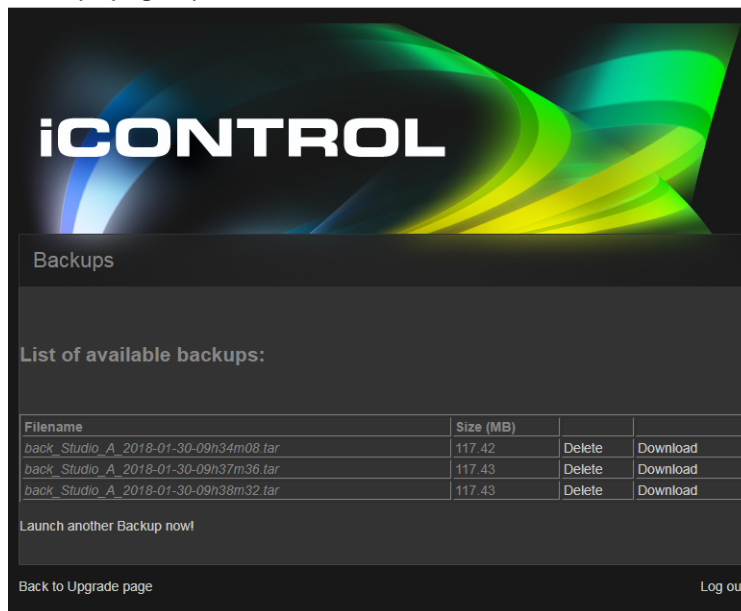 iCONTROL
Backups
List of available backups:
Filename Size (MB)
back_Studio_A_2018-01-30-09h34m08.tar 117.42 Delete Download
back_Studio_A_2018-01-30-09h37m36.tar 117.43 Delete Download
back_Studio_A_2018-01-30-09h38m32.tar 117.43 Delete Download
Launch another Backup now!
Back to Upgrade page Log ou